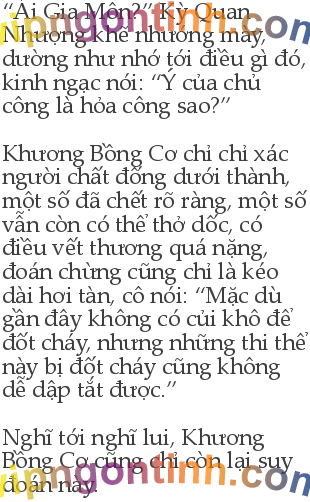 “Ái Gia Môn?” Kỳ Quan
Nhượng khẽ nhướng mày,
dường như nhớ tới điều gì đó,
kinh ngạc nói: “Ý của chủ
công là hỏa công sao?”
Khương Bồng Cơ chỉ chỉ xác
người chất đống dưới thành,
một số đã chết rõ ràng, một số
vẫn còn có thể thở dốc, có
điều vết thương quá nặng,
đoán chừng cũng chỉ là kéo
dài hơi tàn, cô nói: “Mặc dù
gần đây không có củi khô để
đốt cháy, nhưng những thi thể
này bị đốt cháy cũng không
dễ dập tắt được.”
Nghĩ tới nghĩ lui, Khương
Bồng Cơ cũng chỉ còn lại suy
đoán này.